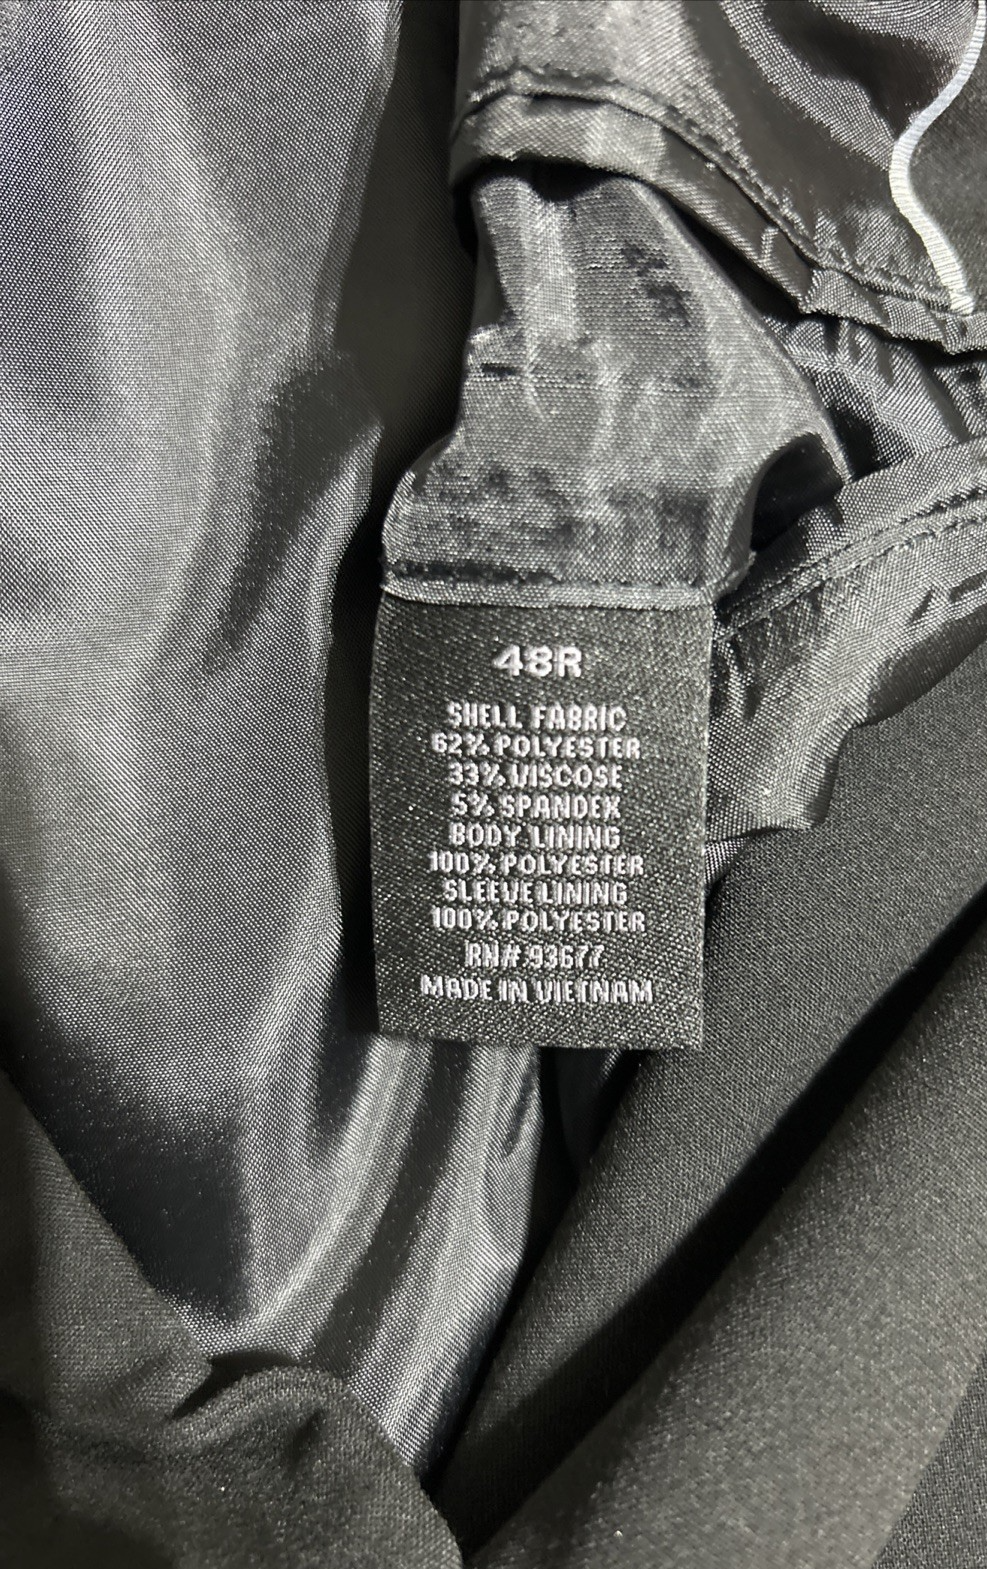 48R
SHELL FABRIC
62% POLYESTER
33% VISCOSE
5% SPANDEX
BODY LINING
100% POLYESTER
SLEEVE LINING
100% POLYESTER
RN# 93677
MADE IN VIETNAM